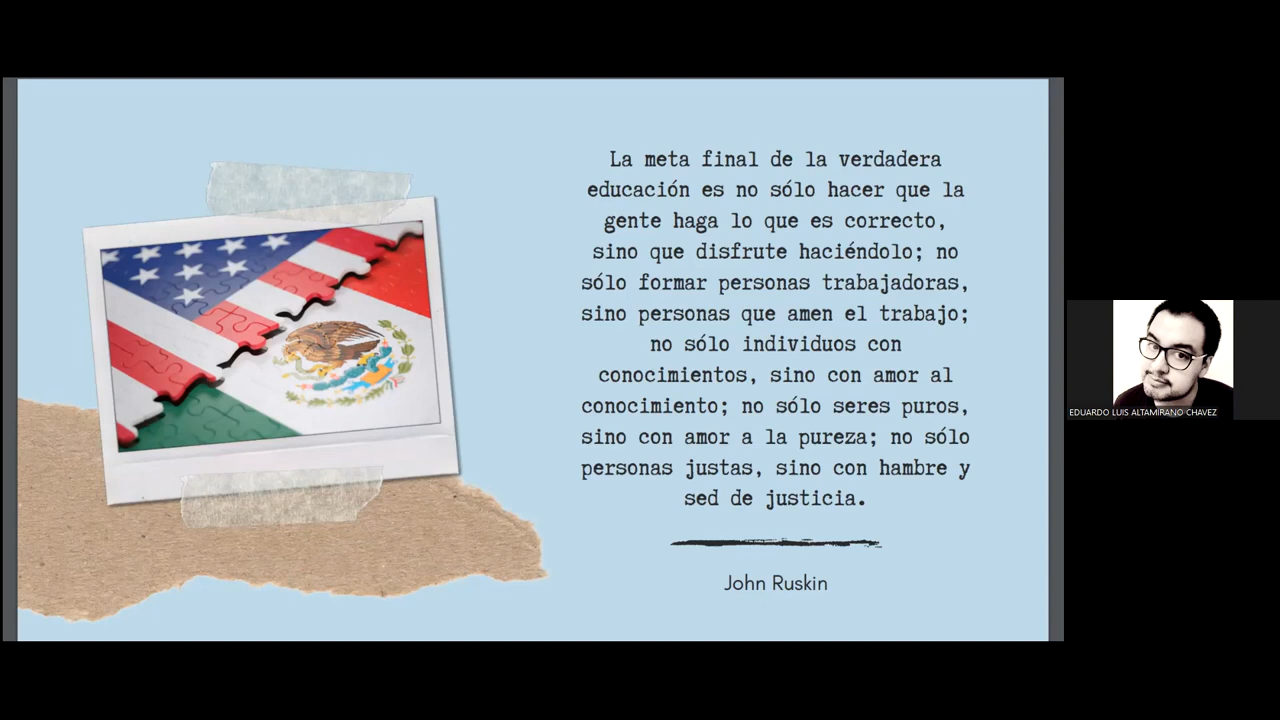 La meta final de la verdadera
educación es no sólo hacer que la
gente haga lo que es correcto,
sino que disfrute haciéndolo; no
sólo formar personas trabajadoras,
sino personas que amen el trabajo;
no sólo individuos con
conocimientos, sino con amor al
conocimiento; no sólo seres puros,
sino con amor a la pureza; no sólo
personas justas, sino con hambre y
sed de justicia.
John Ruskin
EDUARDO LUIS ALTAMIRANO CHAVEZ